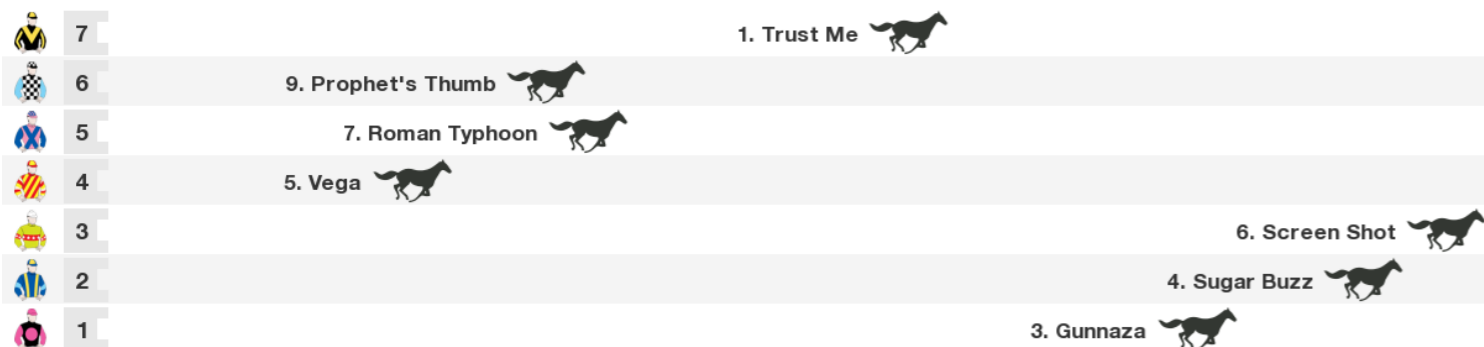 7 1. Trust Me
6 9. Prophet's Thumb
5 7. Roman Typhoon
4 5. Vega
3 6. Screen Shot
2 4. Sugar Buzz
1 3. Gunnaza